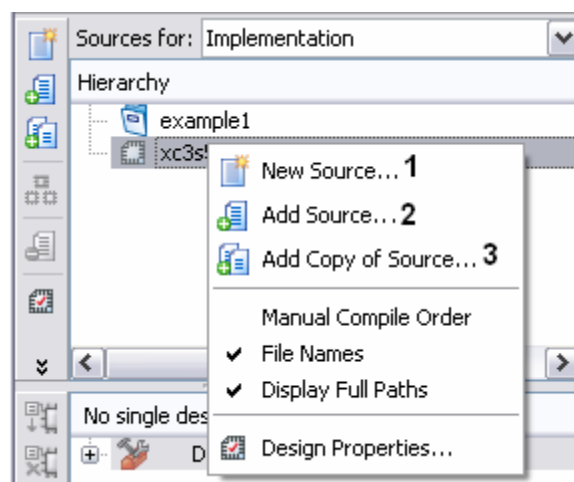 Sources for: Implementation
Hierarchy
example1
xc3s
New Source... 1
Add Source... 2
Add Copy of Source... 3
Manual Compile Order
File Names
Display Full Paths
No single des
D
Design Properties...